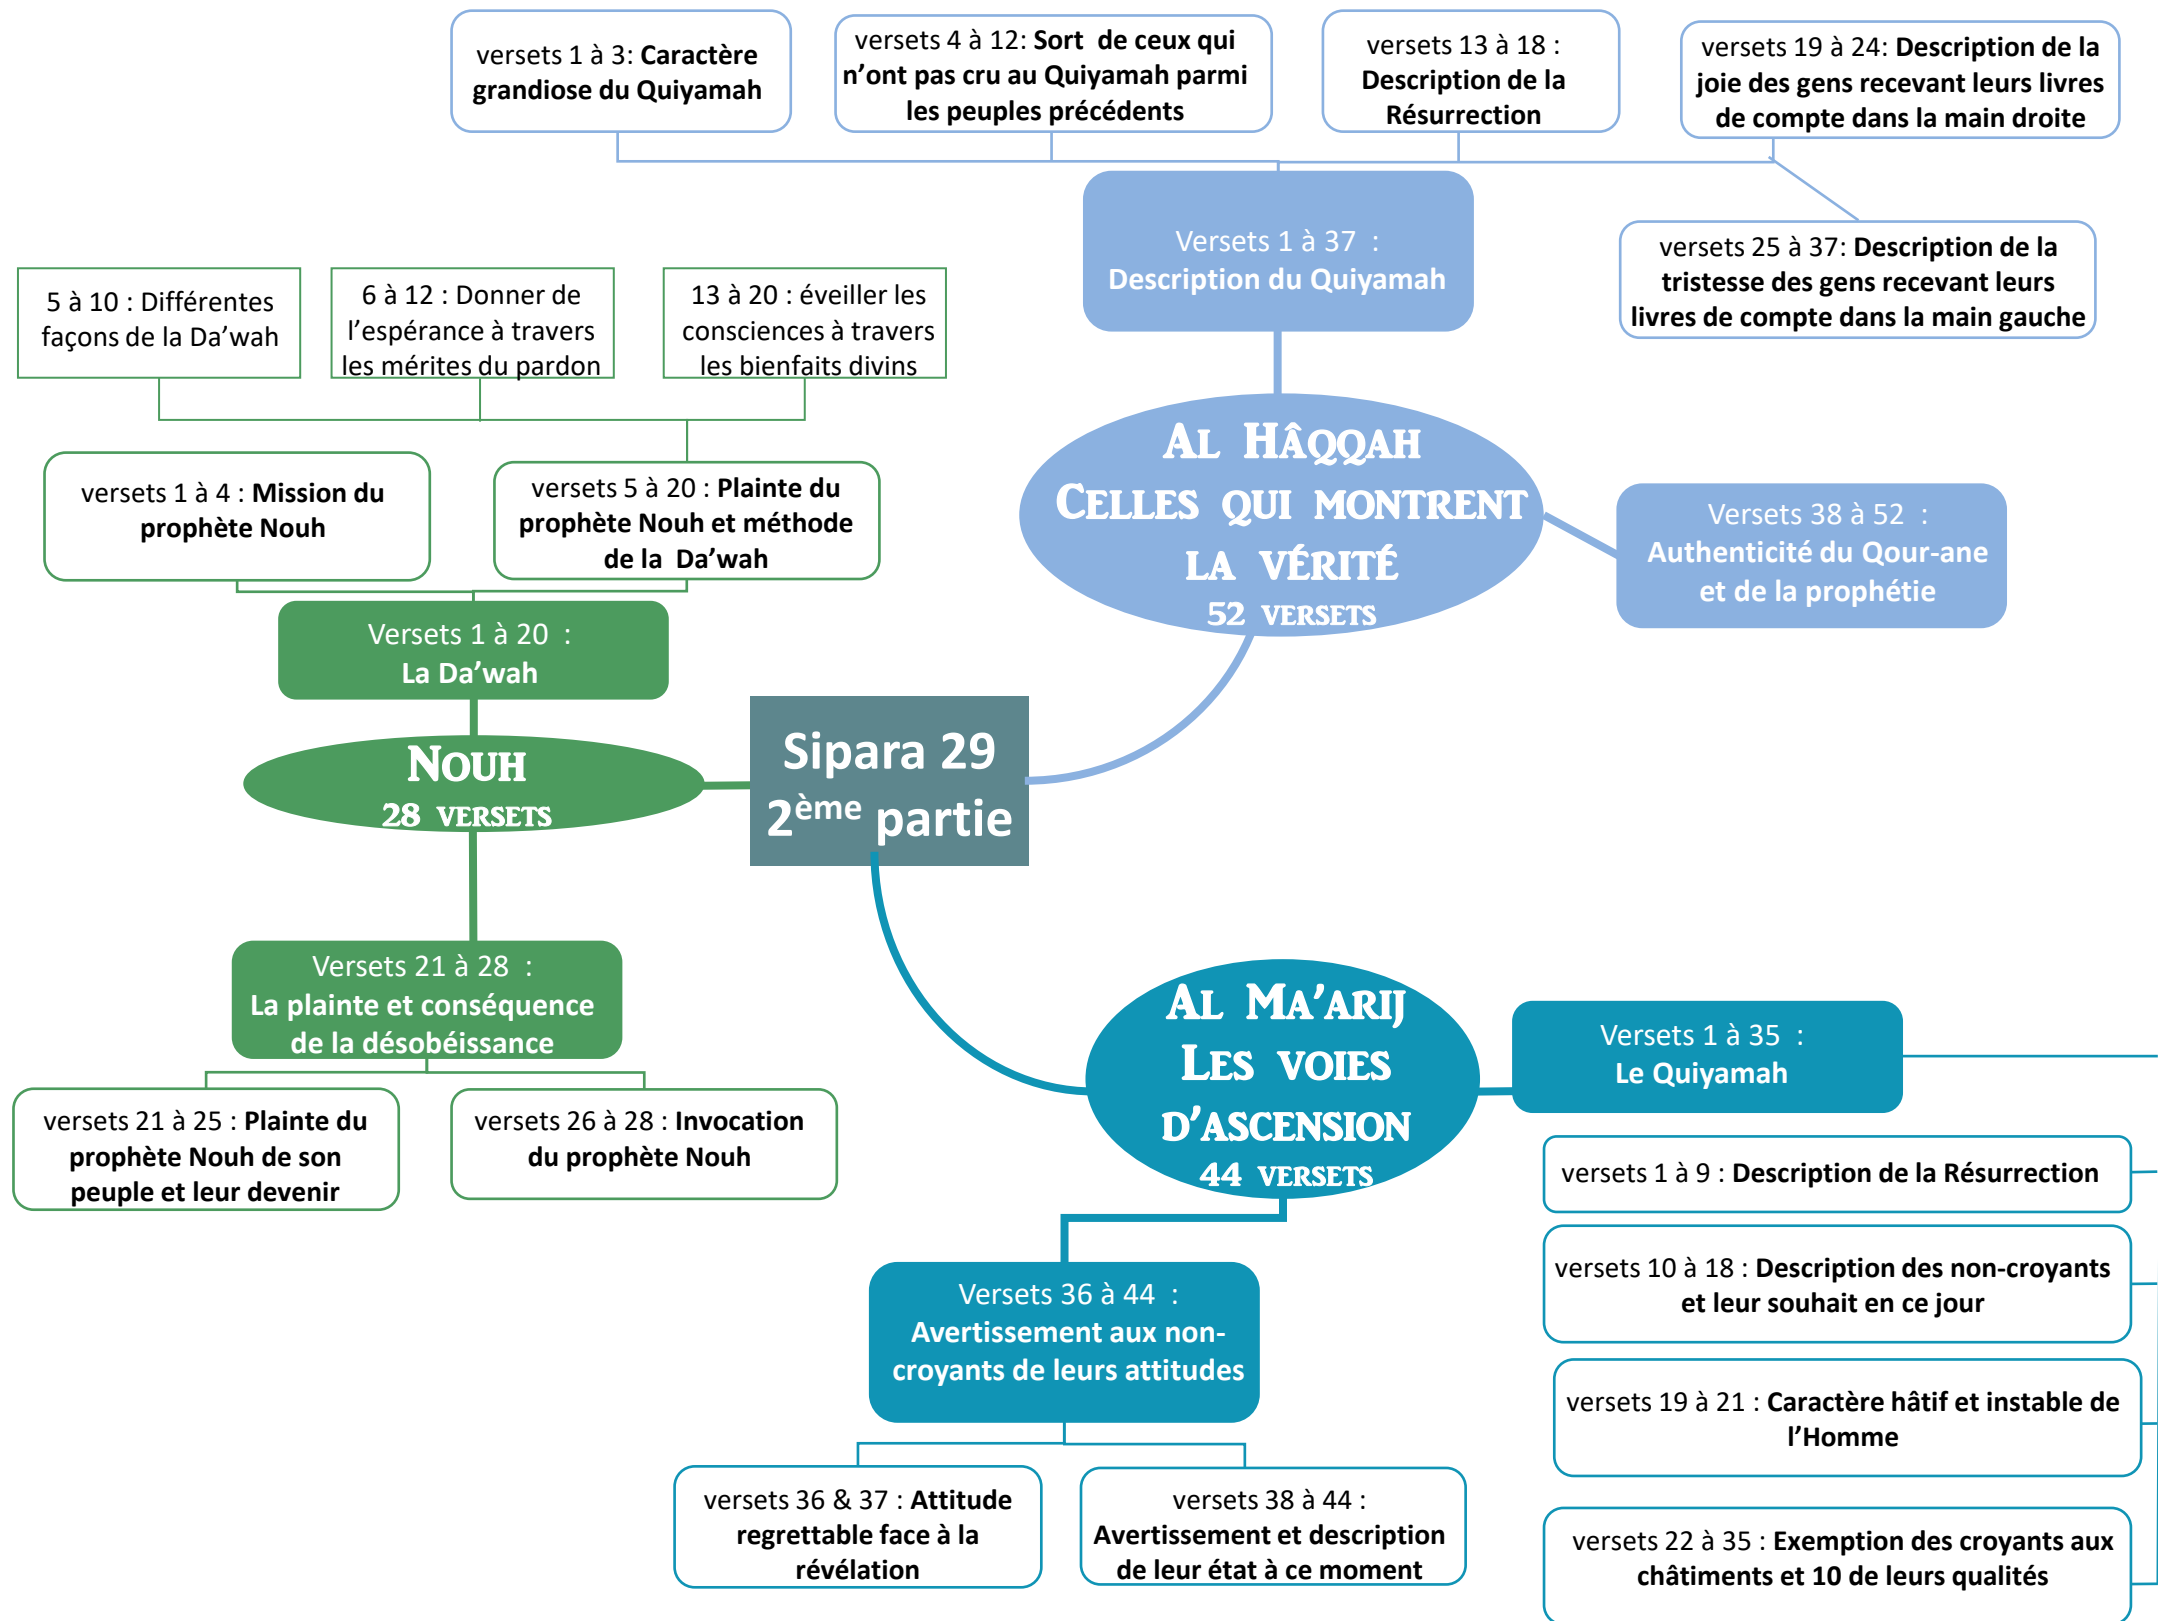 versets 1 à 3: Caractère
grandiose du Quiyamah
versets 4 à 12: Sort  de ceux qui
n’ont pas cru au Quiyamah parmi
les peuples précédents
versets 13 à 18 :
Description de la
Résurrection
versets 19 à 24: Description de la
joie des gens recevant leurs livres
de compte dans la main droite
Versets 1 à 37  :
Description du Quiyamah
versets 25 à 37: Description de la
tristesse des gens recevant leurs
livres de compte dans la main gauche
5 à 10 : Différentes
façons de la Da’wah
6 à 12 : Donner de
l’espérance à travers
les mérites du pardon
13 à 20 : éveiller les
consciences à travers
les bienfaits divins
Al Hâqqah
Celles qui montrent
la vérité
52 versets
versets 1 à 4 : Mission du
prophète Nouh
versets 5 à 20 : Plainte du
prophète Nouh et méthode
de la  Da’wah
Versets 38 à 52  :
Authenticité du Qour-ane
et de la prophétie
Versets 1 à 20  :
La Da’wah
Nouh
28 versets
Sipara 29
2ème partie
Versets 21 à 28  :
La plainte et conséquence
de la désobéissance
versets 21 à 25 : Plainte du
prophète Nouh de son
peuple et leur devenir
versets 26 à 28 : Invocation
du prophète Nouh
Al Ma’arij
Les voies
d’ascension
44 versets
Versets 1 à 35  :
Le Quiyamah
versets 1 à 9 : Description de la Résurrection
versets 10 à 18 : Description des non-croyants
et leur souhait en ce jour
versets 19 à 21 : Caractère hâtif et instable de
l’Homme
versets 22 à 35 : Exemption des croyants aux
châtiments et 10 de leurs qualités
Versets 36 à 44  :
Avertissement aux non-
croyants de leurs attitudes
versets 36 & 37 : Attitude
regrettable face à la
révélation
versets 38 à 44 :
Avertissement et description
de leur état à ce moment